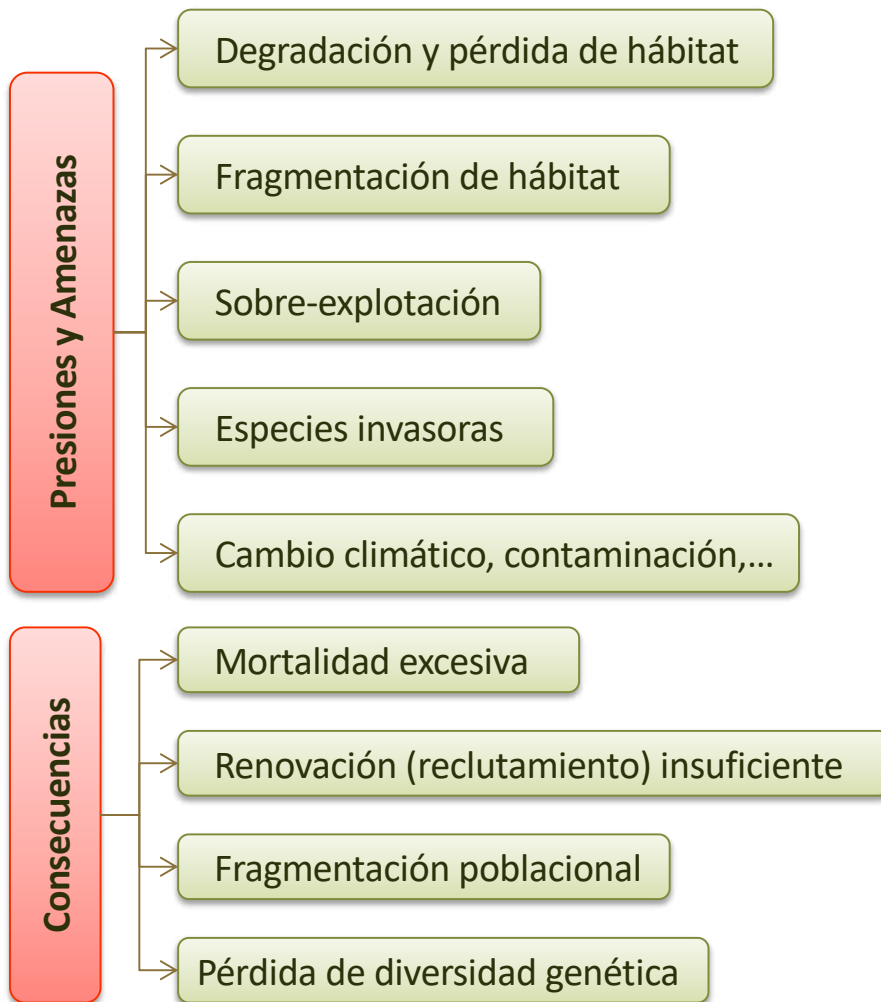 Presiones y Amenazas
Degradación y pérdida de hábitat
Fragmentación de hábitat
Sobre-explotación
Especies invasoras
Cambio climático, contaminación,...
Consecuencias
Mortalidad excesiva
Renovación (reclutamiento) insuficiente
Fragmentación poblacional
Pérdida de diversidad genética